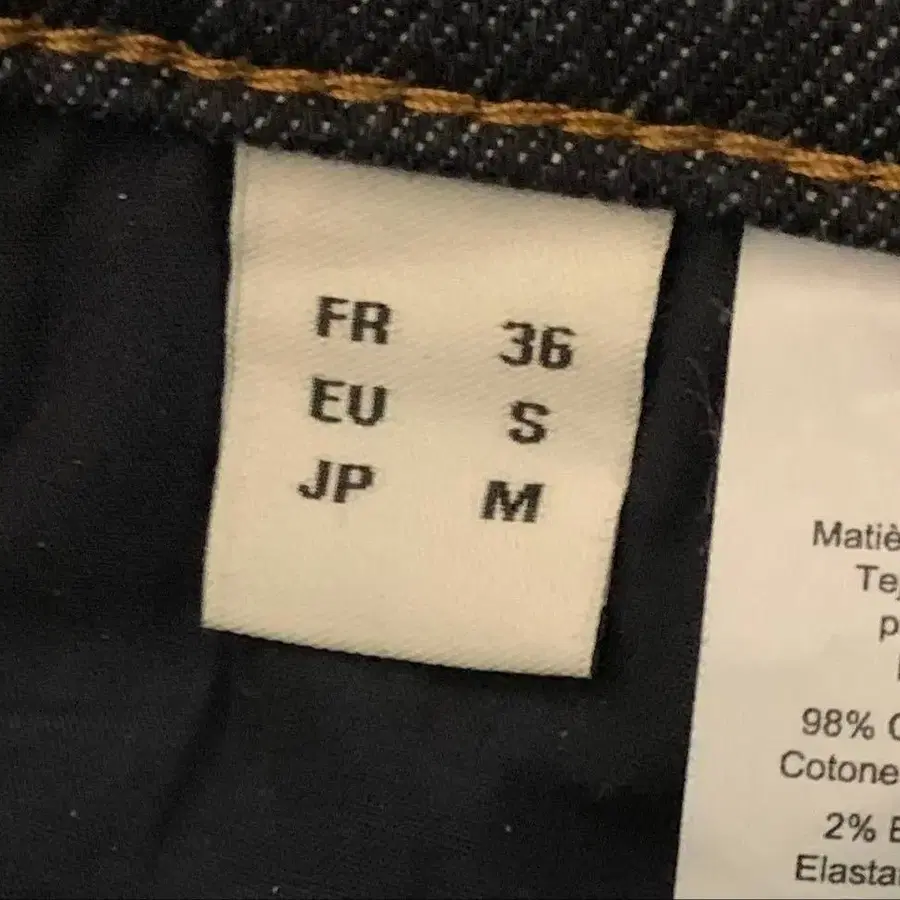 FR 36
EU S
JP M
98%
Cotone
2%